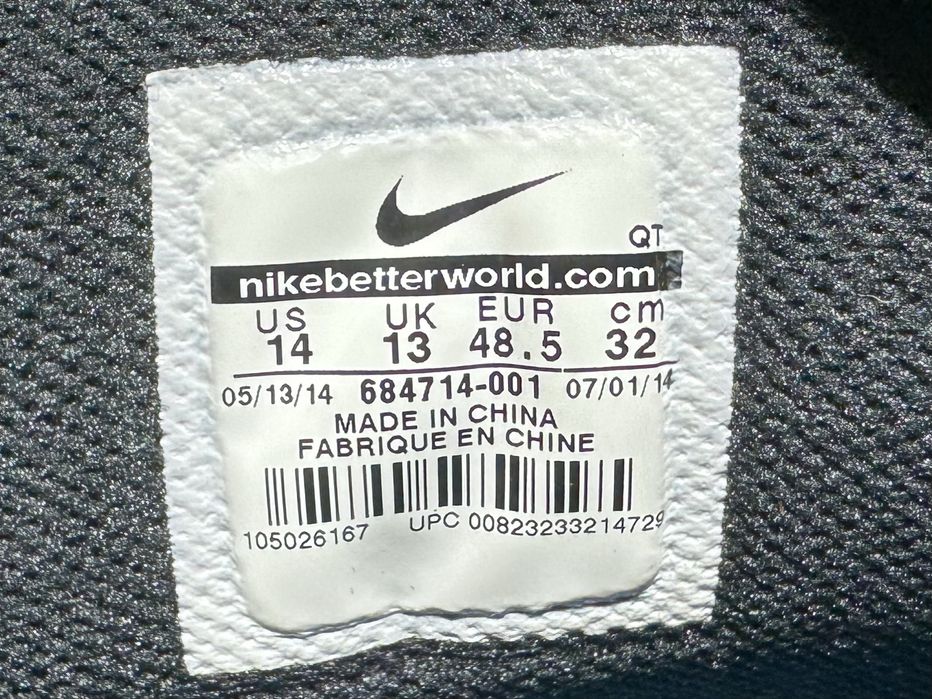 QT
nikebetterworld.com
US UK EUR cm
14 13 48.5 32
05/13/14 684714-001 07/01/14
MADE IN CHINA
FABRIQUE EN CHINE
105026167 UPC 00823233214729